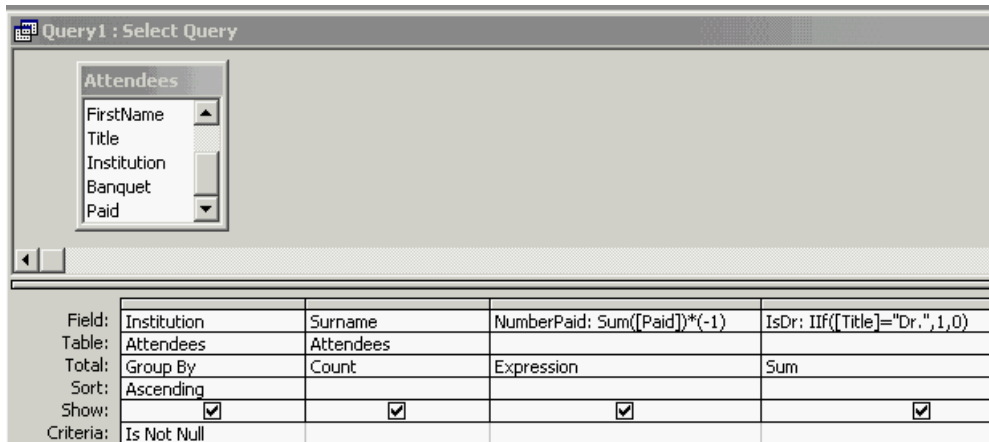 Query1 : Select Query
Attendees
FirstName
Title
Institution
Banquet
Paid
Field: Institution Surname NumberPaid: Sum([Paid])*(-1) IsDr: IIf([Title]="Dr.",1,0)
Table: Attendees Attendees
Total: Group By Count Expression Sum
Sort: Ascending
Show:
Criteria: Is Not Null